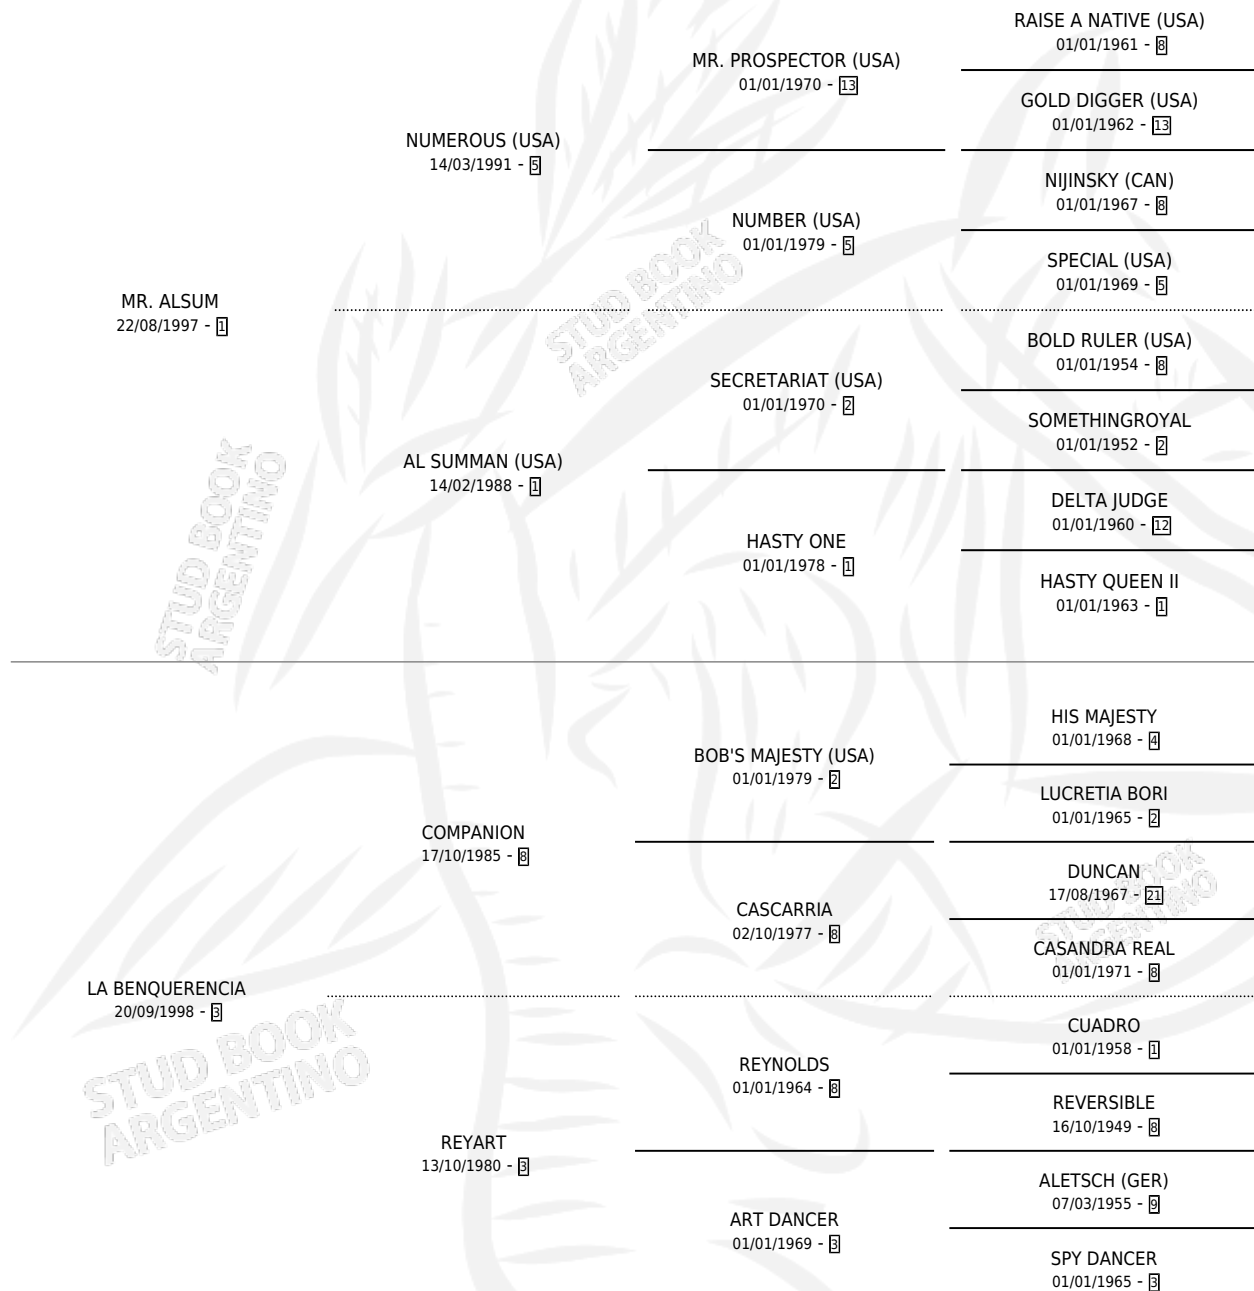 RAISE A NATIVE (USA)
01/01/1961 - 8
MR. PROSPECTOR (USA)
01/01/1970 - 13
GOLD DIGGER (USA)
01/01/1962 - 13
NUMEROUS (USA)
14/03/1991 - 5
NIJINSKY (CAN)
01/01/1967 - 8
NUMBER (USA)
01/01/1979 - 5
SPECIAL (USA)
01/01/1969 - 5
MR. ALSUM
22/08/1997 - 1
STUD BOOK
ARGENTINO
BOLD RULER (USA)
01/01/1954 - 8
SECRETARIAT (USA)
01/01/1970 - 2
SOMETHINGROYAL
01/01/1952 - 2
AL SUMMAN (USA)
14/02/1988 - 1
DELTA JUDGE
01/01/1960 - 12
HASTY ONE
01/01/1978 - 1
HASTY QUEEN II
01/01/1963 - 1
STUD BOOK
ARGENTINO
HIS MAJESTY
01/01/1968 - 4
BOB'S MAJESTY (USA)
01/01/1979 - 2
LUCRETIA BORI
01/01/1965 - 2
COMPANION
17/10/1985 - 8
DUNCAN
17/08/1967 - 21
CASCARRIA
02/10/1977 - 8
STUD BOOK
ARGENTINO
CASANDRA REAL
01/01/1971 - 8
LA BENQUERENCIA
20/09/1998 - 3
STUD BOOK
ARGENTINO
CUADRO
01/01/1958 - 1
REYNOLDS
01/01/1964 - 8
REVERSIBLE
16/10/1949 - 8
REYART
13/10/1980 - 3
ALETSCH (GER)
07/03/1955 - 9
ART DANCER
01/01/1969 - 3
SPY DANCER
01/01/1965 - 3